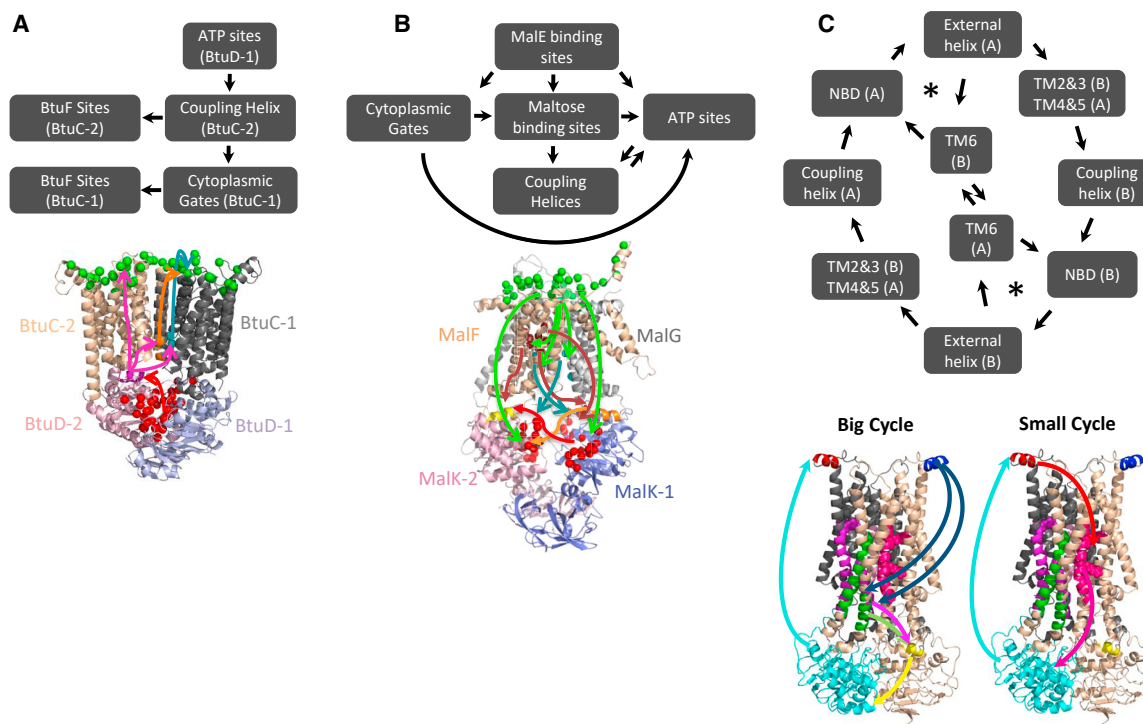 A
ATP sites
(BtuD-1)
BtuF Sites
(BtuC-2)
Coupling Helix
(BtuC-2)
BtuF Sites
(BtuC-1)
Cytoplasmic
Gates (BtuC-1)
BtuC-2
BtuC-1
BtuD-2
BtuD-1
B
MalE binding
sites
Cytoplasmic
Gates
Maltose
binding sites
ATP sites
Coupling
Helices
MalF
MalG
MalK-2
MalK-1
C
External
helix (A)
NBD (A)
*
TM2&3 (B)
TM4&5 (A)
TM6
(B)
Coupling
helix (A)
Coupling
helix (B)
TM6
(A)
TM2&3 (B)
TM4&5 (A)
*
NBD (B)
External
helix (B)
Big Cycle
Small Cycle